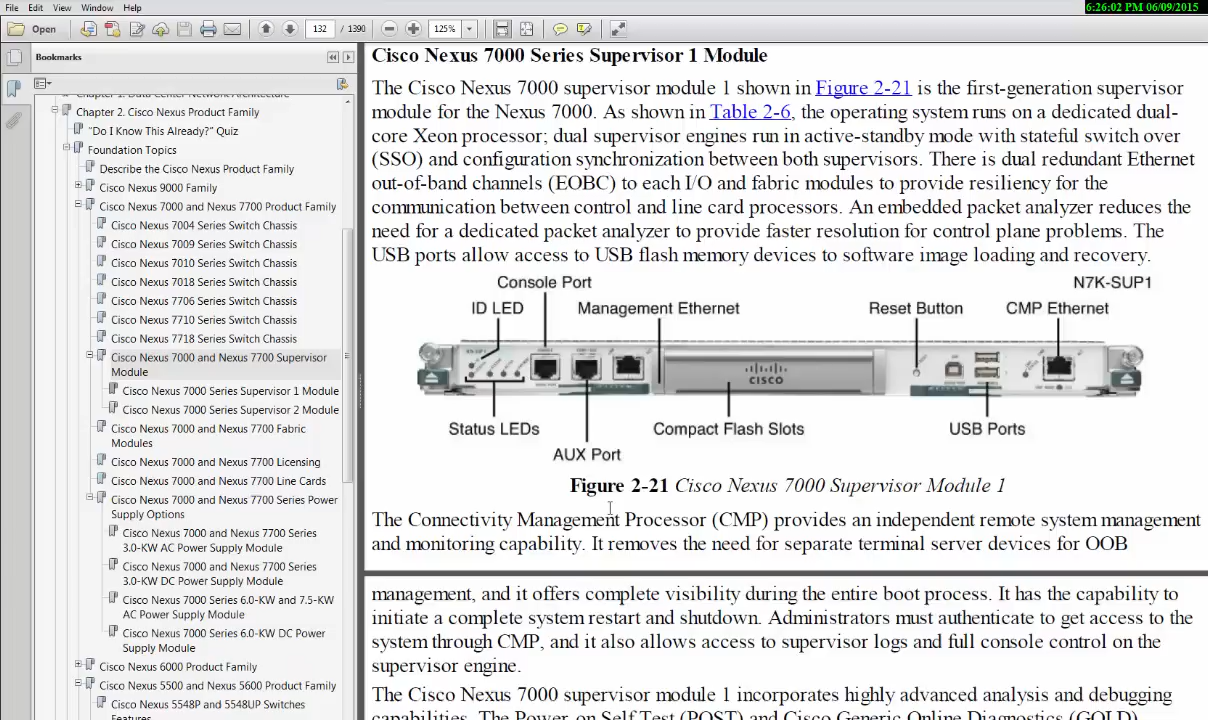 File Edit View Window Help
6:26:02 PM 06/09/2015
Open
132 / 1390
125%
Bookmarks
Chapter 1. Data Center Network Architecture
Chapter 2. Cisco Nexus Product Family
"Do I Know This Already?" Quiz
Foundation Topics
Describe the Cisco Nexus Product Family
Cisco Nexus 9000 Family
Cisco Nexus 7000 and Nexus 7700 Product Family
Cisco Nexus 7004 Series Switch Chassis
Cisco Nexus 7009 Series Switch Chassis
Cisco Nexus 7010 Series Switch Chassis
Cisco Nexus 7018 Series Switch Chassis
Cisco Nexus 7706 Series Switch Chassis
Cisco Nexus 7710 Series Switch Chassis
Cisco Nexus 7718 Series Switch Chassis
Cisco Nexus 7000 and Nexus 7700 Supervisor
Module
Cisco Nexus 7000 Series Supervisor 1 Module
Cisco Nexus 7000 Series Supervisor 2 Module
Cisco Nexus 7000 and Nexus 7700 Fabric
Modules
Cisco Nexus 7000 and Nexus 7700 Licensing
Cisco Nexus 7000 and Nexus 7700 Line Cards
Cisco Nexus 7000 and Nexus 7700 Series Power
Supply Options
Cisco Nexus 7000 and Nexus 7700 Series
3.0-KW AC Power Supply Module
Cisco Nexus 7000 and Nexus 7700 Series
3.0-KW DC Power Supply Module
Cisco Nexus 7000 Series 6.0-KW and 7.5-KW
AC Power Supply Module
Cisco Nexus 7000 Series 6.0-KW DC Power
Supply Module
Cisco Nexus 6000 Product Family
Cisco Nexus 5500 and Nexus 5600 Product Family
Cisco Nexus 5548P and 5548UP Switches
Features
Cisco Nexus 7000 Series Supervisor 1 Module
The Cisco Nexus 7000 supervisor module 1 shown in Figure 2-21 is the first-generation supervisor
module for the Nexus 7000. As shown in Table 2-6, the operating system runs on a dedicated dual-
core Xeon processor; dual supervisor engines run in active-standby mode with stateful switch over
(SSO) and configuration synchronization between both supervisors. There is dual redundant Ethernet
out-of-band channels (EOBC) to each I/O and fabric modules to provide resiliency for the
communication between control and line card processors. An embedded packet analyzer reduces the
need for a dedicated packet analyzer to provide faster resolution for control plane problems. The
USB ports allow access to USB flash memory devices to software image loading and recovery.
Console Port
N7K-SUP1
ID LED
Management Ethernet
Reset Button
CMP Ethernet
CISCO
Status LEDs
Compact Flash Slots
USB Ports
AUX Port
Figure 2-21 Cisco Nexus 7000 Supervisor Module 1
The Connectivity Management Processor (CMP) provides an independent remote system management
and monitoring capability. It removes the need for separate terminal server devices for OOB
management, and it offers complete visibility during the entire boot process. It has the capability to
initiate a complete system restart and shutdown. Administrators must authenticate to get access to the
system through CMP, and it also allows access to supervisor logs and full console control on the
supervisor engine.
The Cisco Nexus 7000 supervisor module 1 incorporates highly advanced analysis and debugging
capabilities. The Power-on Self Test (POST) and Cisco Generic Online Diagnostics (GOLD)